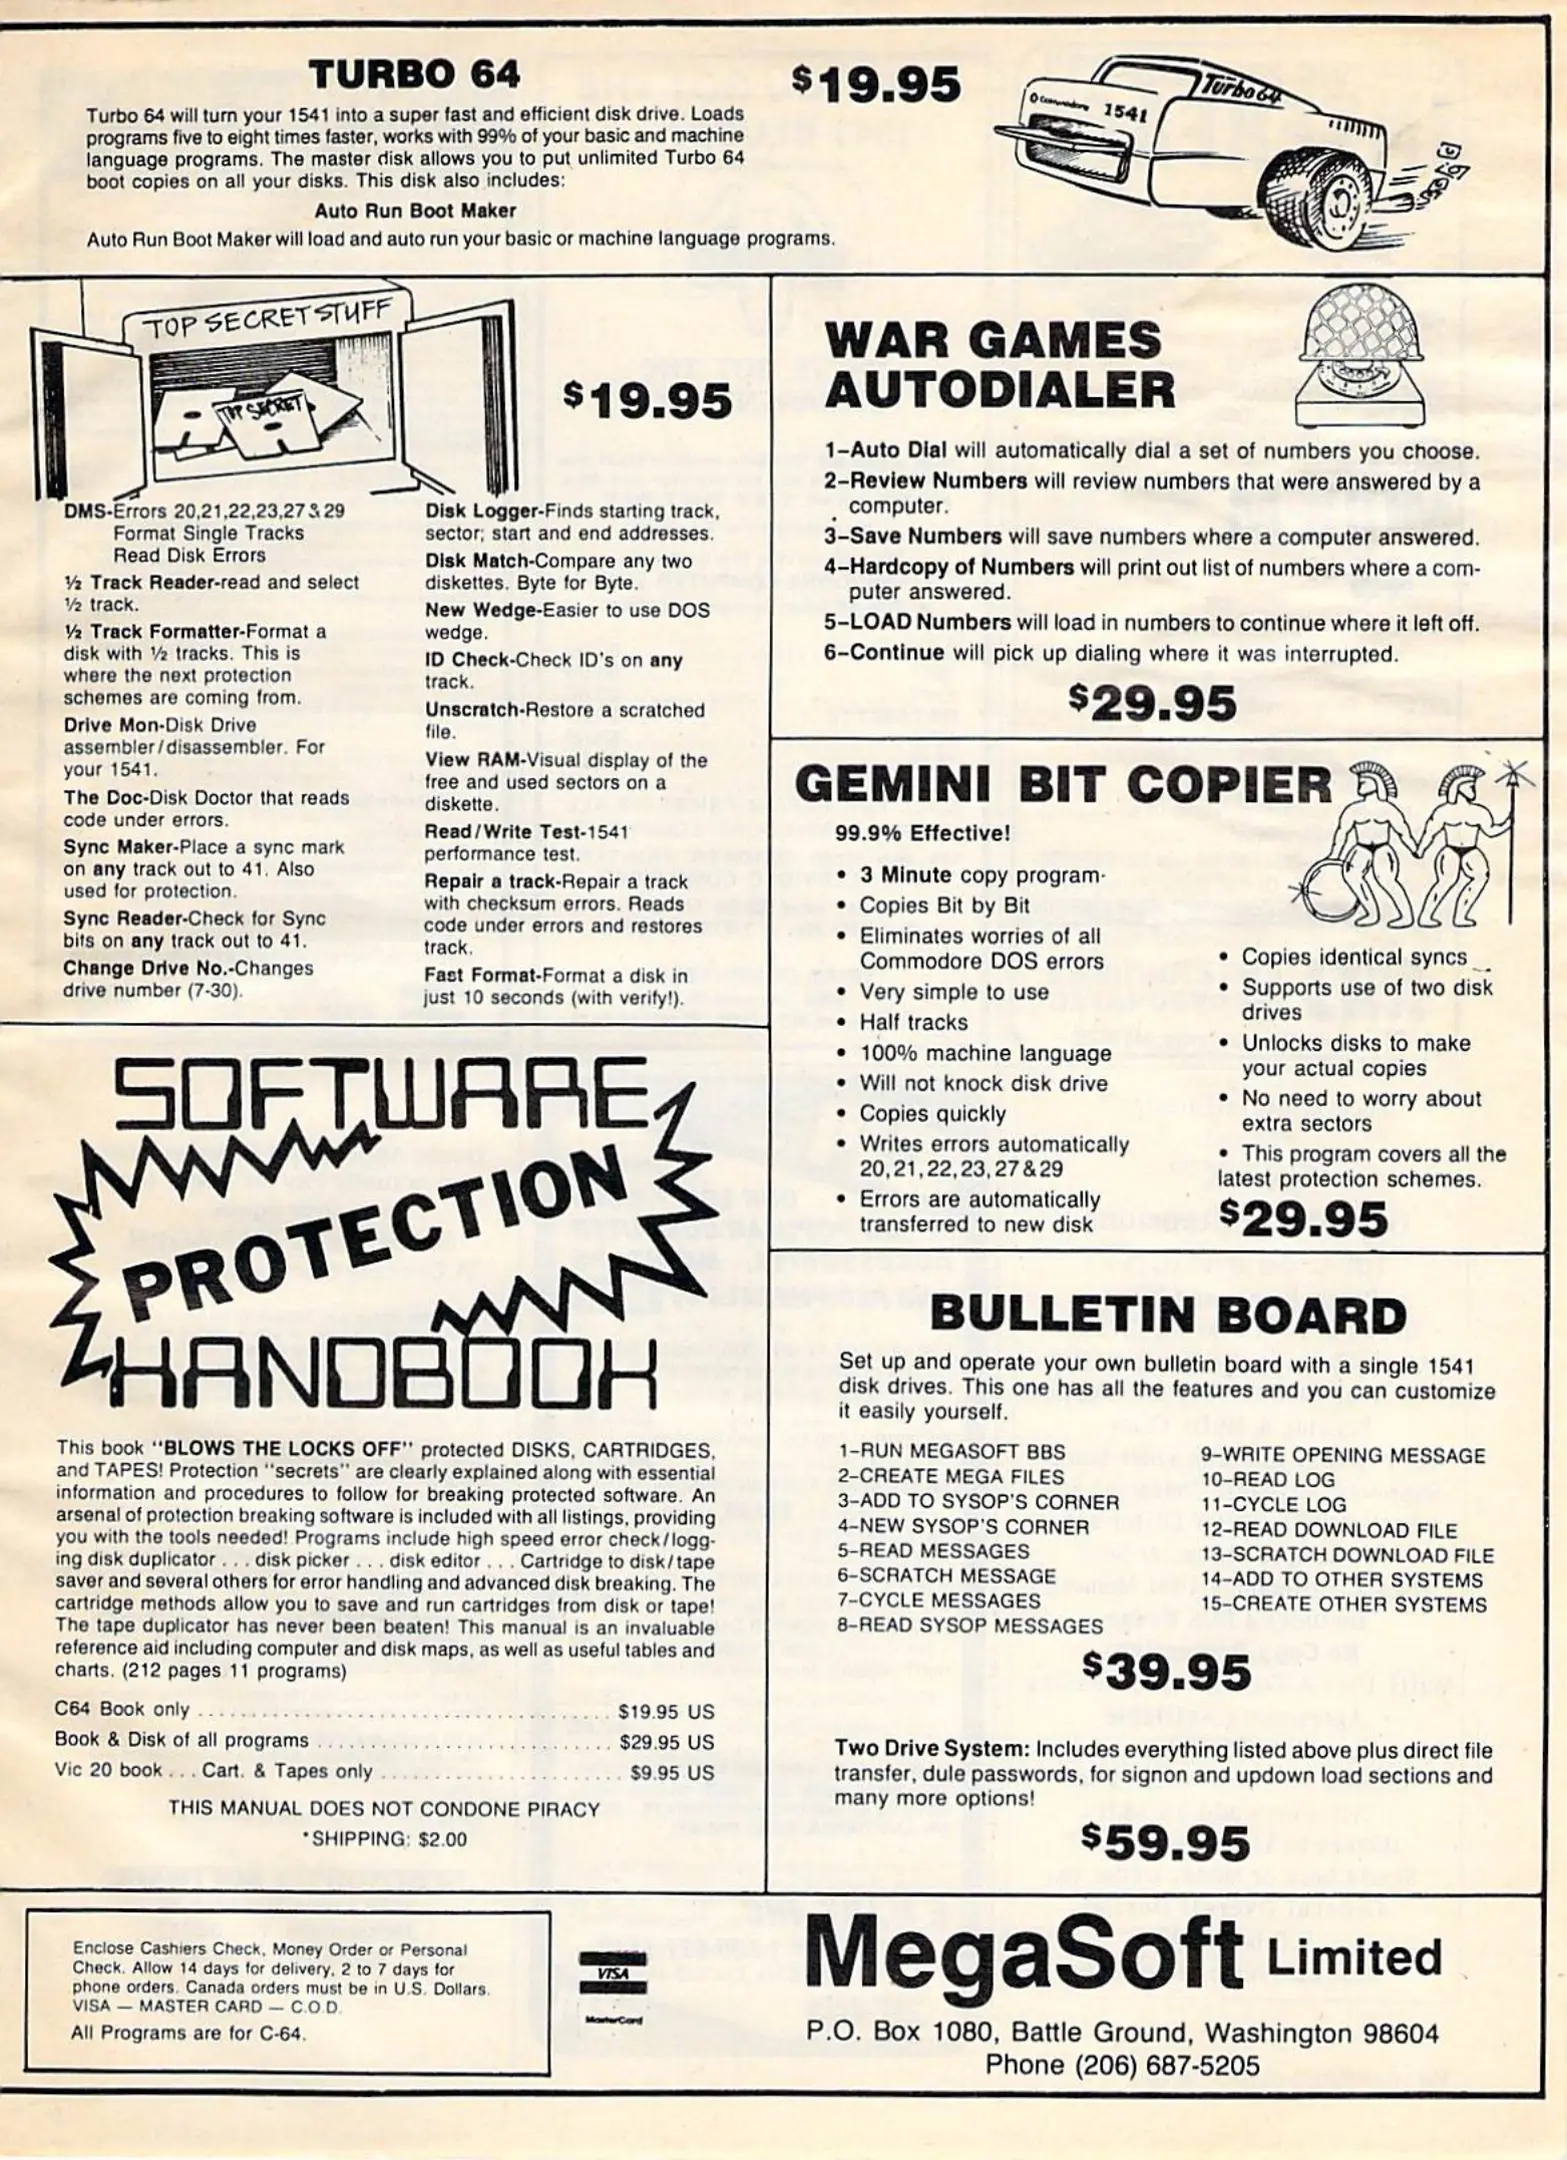 TURBO 64
$19.95
Turbo 64 will turn your 1541 into a super fast and efficient disk drive. Loads
programs five to eight times faster, works with 99% of your basic and machine
language programs. The master disk allows you to put unlimited Turbo 64
boot copies on all your disks. This disk also includes:
Auto Run Boot Maker
Auto Run Boot Maker will load and auto run your basic or machine language programs.
Commodore 1541
Turbo 64
TOP SECRET STUFF
TOP SECRET
$19.95
DMS-Errors 20,21,22,23,27 & 29
Format Single Tracks
Read Disk Errors
½ Track Reader-read and select
½ track.
½ Track Formatter-Format a
disk with ½ tracks. This is
where the next protection
schemes are coming from.
Drive Mon-Disk Drive
assembler/disassembler. For
your 1541.
The Doc-Disk Doctor that reads
code under errors.
Sync Maker-Place a sync mark
on any track out to 41. Also
used for protection.
Sync Reader-Check for Sync
bits on any track out to 41.
Change Drive No.-Changes
drive number (7-30).
Disk Logger-Finds starting track,
sector; start and end addresses.
Disk Match-Compare any two
diskettes. Byte for Byte.
New Wedge-Easier to use DOS
wedge.
ID Check-Check ID's on any
track.
Unscratch-Restore a scratched
file.
View RAM-Visual display of the
free and used sectors on a
diskette.
Read/Write Test-1541
performance test.
Repair a track-Repair a track
with checksum errors. Reads
code under errors and restores
track.
Fast Format-Format a disk in
just 10 seconds (with verify!).
WAR GAMES
AUTODIALER
1-Auto Dial will automatically dial a set of numbers you choose.
2-Review Numbers will review numbers that were answered by a
computer.
3-Save Numbers will save numbers where a computer answered.
4-Hardcopy of Numbers will print out list of numbers where a com-
puter answered.
5-LOAD Numbers will load in numbers to continue where it left off.
6-Continue will pick up dialing where it was interrupted.
$29.95
GEMINI BIT COPIER
99.9% Effective!
• 3 Minute copy program
• Copies Bit by Bit
• Eliminates worries of all
Commodore DOS errors
• Very simple to use
• Half tracks
• 100% machine language
• Will not knock disk drive
• Copies quickly
• Writes errors automatically
20,21,22,23,27&29
• Errors are automatically
transferred to new disk
• Copies identical syncs
• Supports use of two disk
drives
• Unlocks disks to make
your actual copies
• No need to worry about
extra sectors
• This program covers all the
latest protection schemes.
$29.95
SOFTWARE
PROTECTION
HANDBOOK
This book "BLOWS THE LOCKS OFF" protected DISKS, CARTRIDGES,
and TAPES! Protection "secrets" are clearly explained along with essential
information and procedures to follow for breaking protected software. An
arsenal of protection breaking software is included with all listings, providing
you with the tools needed! Programs include high speed error check/logg-
ing disk duplicator . . . disk picker . . . disk editor . . . Cartridge to disk/tape
saver and several others for error handling and advanced disk breaking. The
cartridge methods allow you to save and run cartridges from disk or tape!
The tape duplicator has never been beaten! This manual is an invaluable
reference aid including computer and disk maps, as well as useful tables and
charts. (212 pages 11 programs)
C64 Book only . . . . . . . . . . $19.95 US
Book & Disk of all programs . . . . . . . . . . $29.95 US
Vic 20 book . . . Cart. & Tapes only . . . . . . . . . . $9.95 US
THIS MANUAL DOES NOT CONDONE PIRACY
*SHIPPING: $2.00
BULLETIN BOARD
Set up and operate your own bulletin board with a single 1541
disk drives. This one has all the features and you can customize
it easily yourself.
1-RUN MEGASOFT BBS
2-CREATE MEGA FILES
3-ADD TO SYSOP'S CORNER
4-NEW SYSOP'S CORNER
5-READ MESSAGES
6-SCRATCH MESSAGE
7-CYCLE MESSAGES
8-READ SYSOP MESSAGES
9-WRITE OPENING MESSAGE
10-READ LOG
11-CYCLE LOG
12-READ DOWNLOAD FILE
13-SCRATCH DOWNLOAD FILE
14-ADD TO OTHER SYSTEMS
15-CREATE OTHER SYSTEMS
$39.95
Two Drive System: Includes everything listed above plus direct file
transfer, dule passwords, for signon and updown load sections and
many more options!
$59.95
Enclose Cashiers Check, Money Order or Personal
Check. Allow 14 days for delivery, 2 to 7 days for
phone orders. Canada orders must be in U.S. Dollars.
VISA — MASTER CARD — C.O.D.
All Programs are for C-64.
VISA
MasterCard
MegaSoft Limited
P.O. Box 1080, Battle Ground, Washington 98604
Phone (206) 687-5205